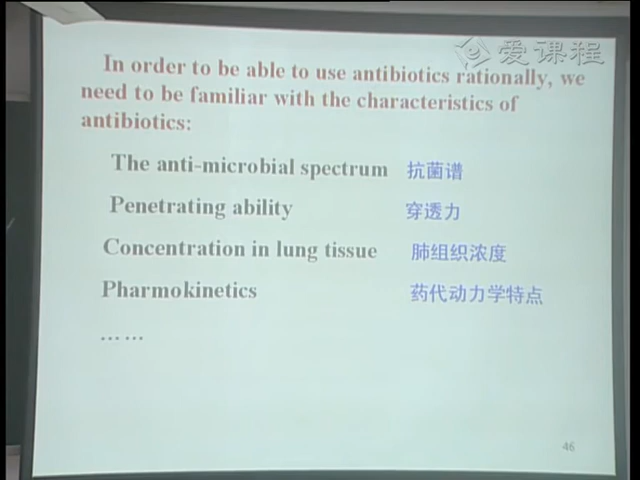 爱课程
In order to be able to use antibiotics rationally, we
need to be familiar with the characteristics of
antibiotics:
The anti-microbial spectrum 抗菌谱
Penetrating ability 穿透力
Concentration in lung tissue 肺组织浓度
Pharmokinetics 药代动力学特点
……
46